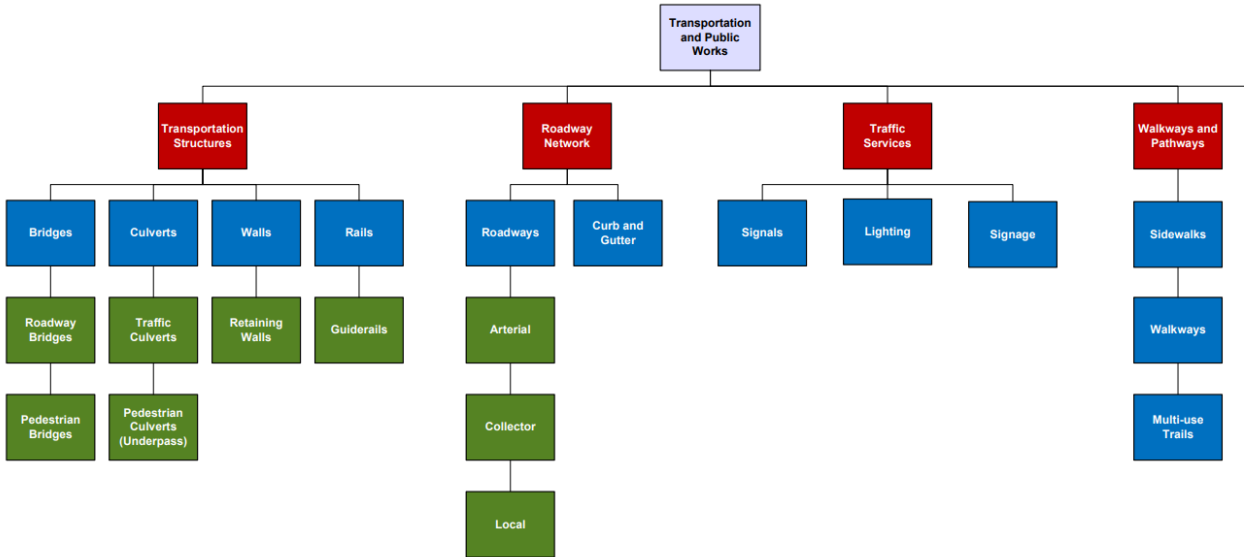 Transportation
and Public
Works
Transportation
Structures
Roadway
Network
Traffic
Services
Walkways and
Pathways
Bridges
Culverts
Walls
Rails
Roadways
Curb and
Gutter
Signals
Lighting
Signage
Sidewalks
Roadway
Bridges
Traffic
Culverts
Retaining
Walls
Guiderails
Arterial
Walkways
Pedestrian
Bridges
Pedestrian
Culverts
(Underpass)
Collector
Multi-use
Trails
Local